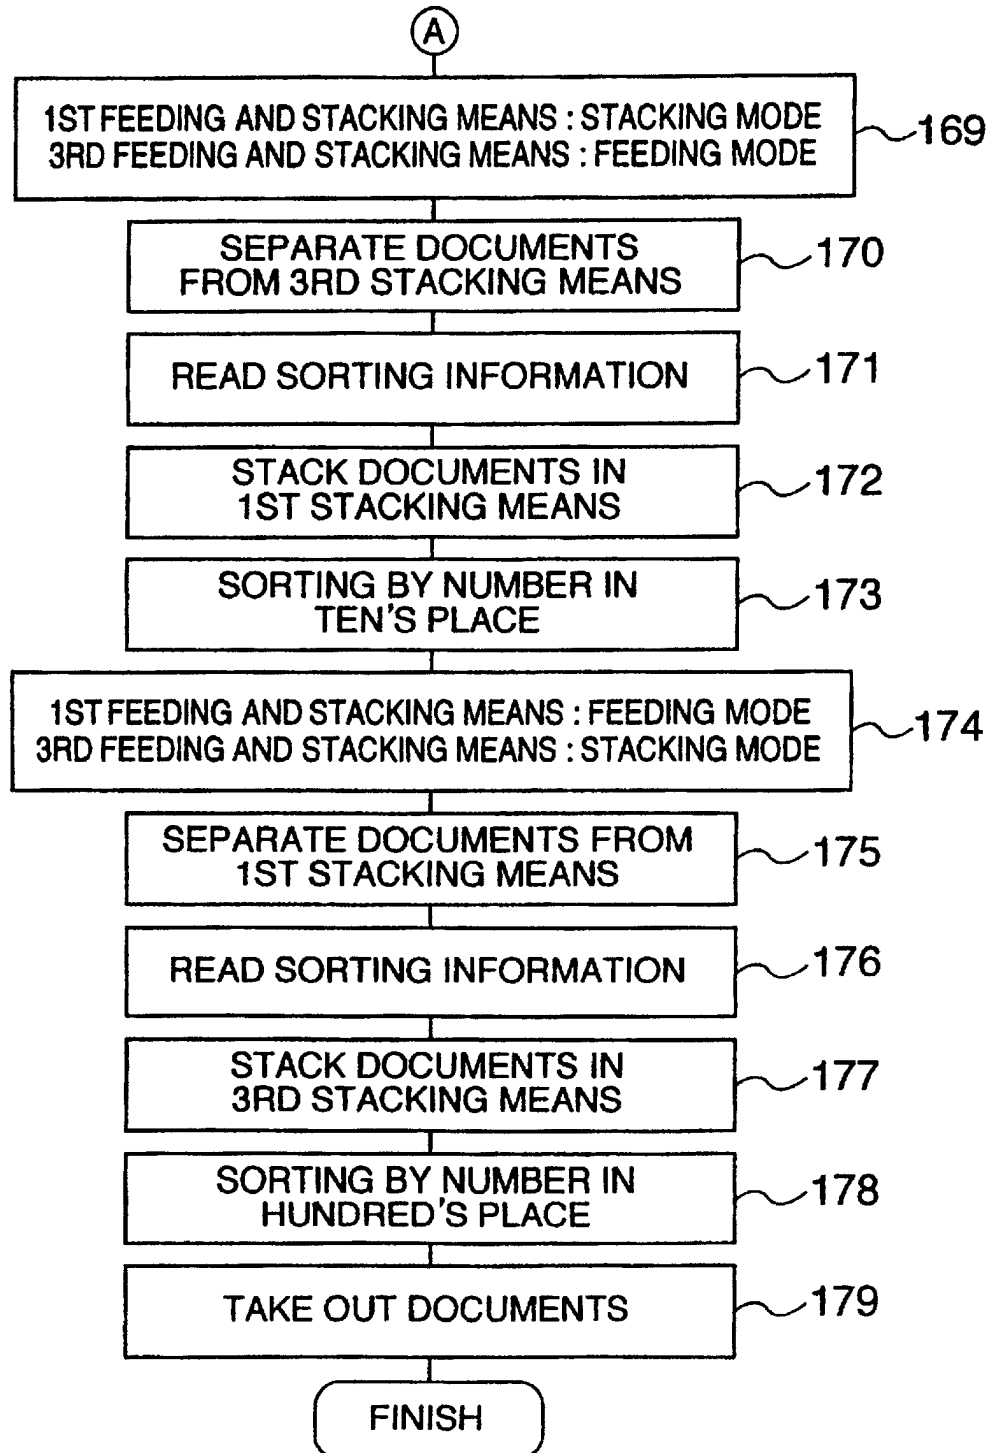 A
1ST FEEDING AND STACKING MEANS : STACKING MODE
3RD FEEDING AND STACKING MEANS : FEEDING MODE
169
SEPARATE DOCUMENTS
FROM 3RD STACKING MEANS
170
READ SORTING INFORMATION
171
STACK DOCUMENTS IN
1ST STACKING MEANS
172
SORTING BY NUMBER IN
TEN'S PLACE
173
1ST FEEDING AND STACKING MEANS : FEEDING MODE
3RD FEEDING AND STACKING MEANS : STACKING MODE
174
SEPARATE DOCUMENTS FROM
1ST STACKING MEANS
175
READ SORTING INFORMATION
176
STACK DOCUMENTS IN
3RD STACKING MEANS
177
SORTING BY NUMBER IN
HUNDRED'S PLACE
178
TAKE OUT DOCUMENTS
179
FINISH